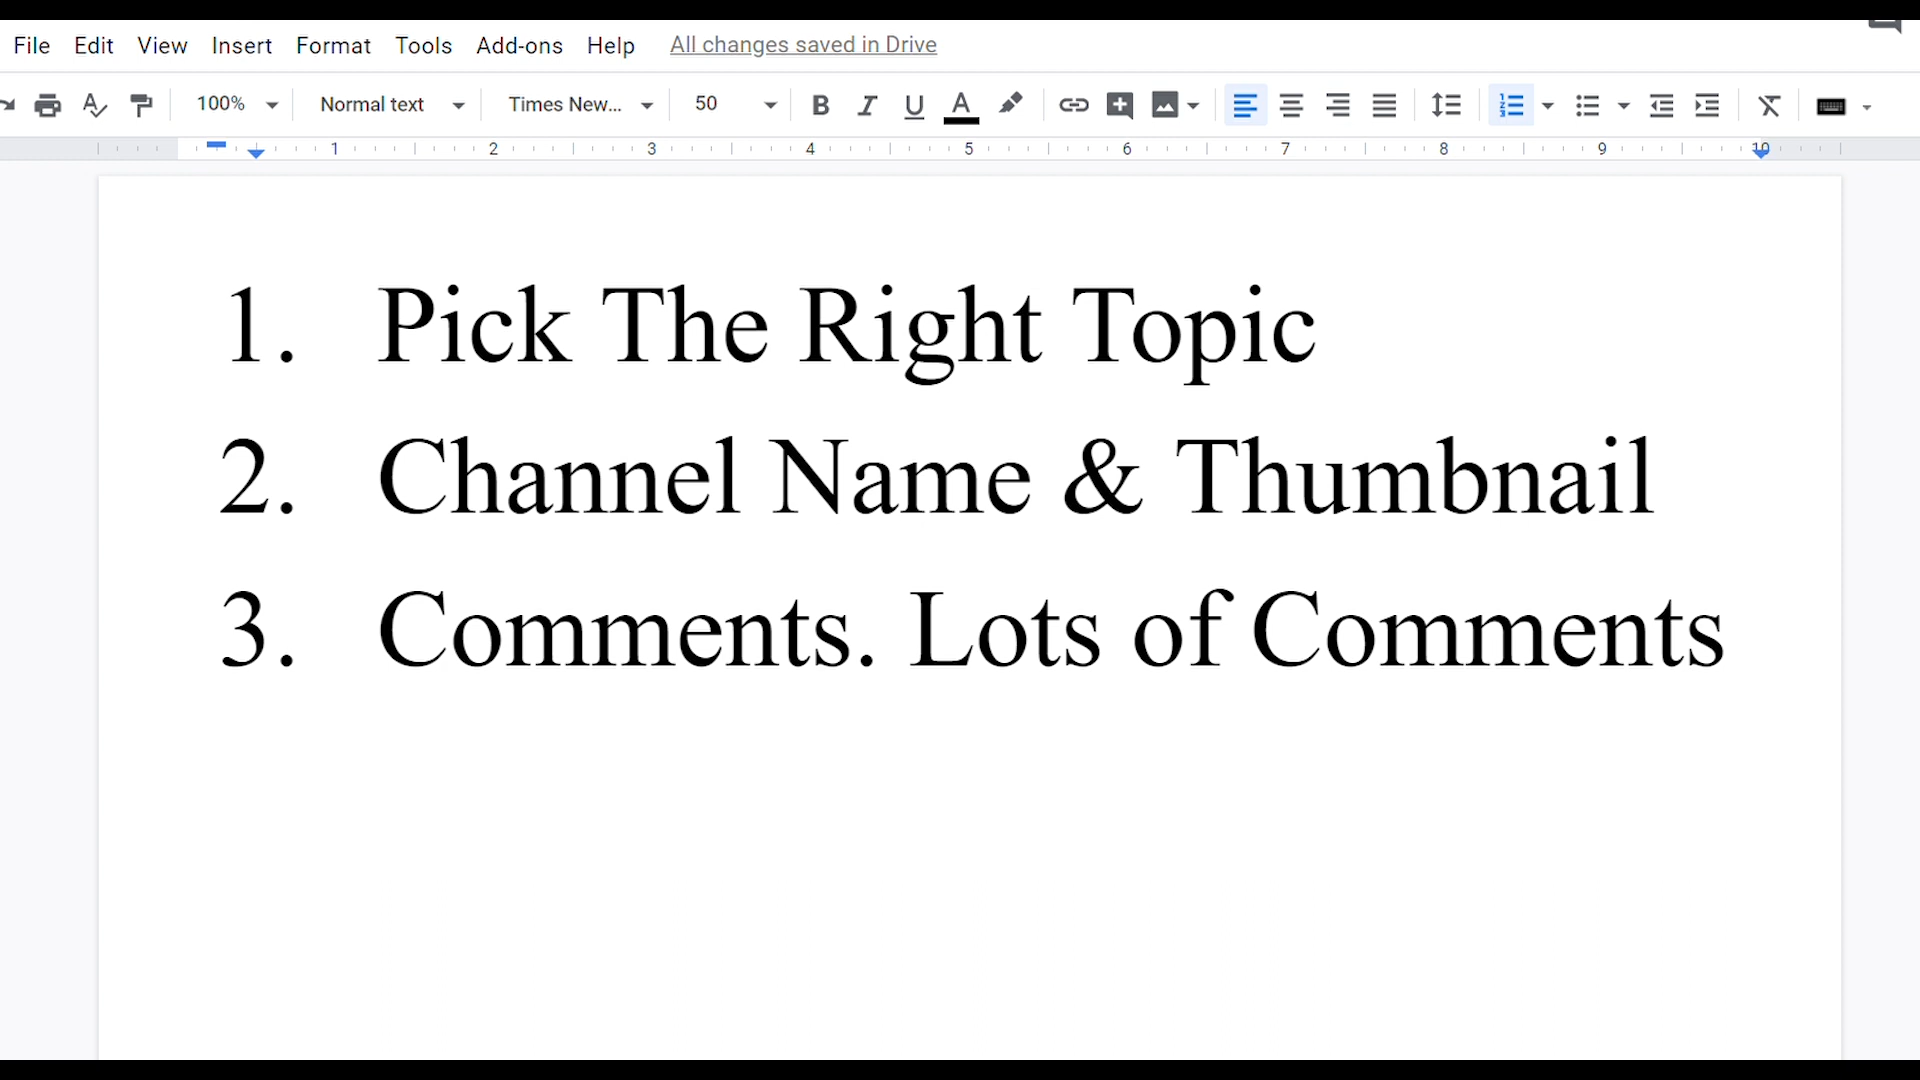 File Edit View Insert Format Tools Add-ons Help All changes saved in Drive
100% Normal text Times New... 50
1 2 3 4 5 6 7 8 9 10
1. Pick The Right Topic
2. Channel Name & Thumbnail
3. Comments. Lots of Comments